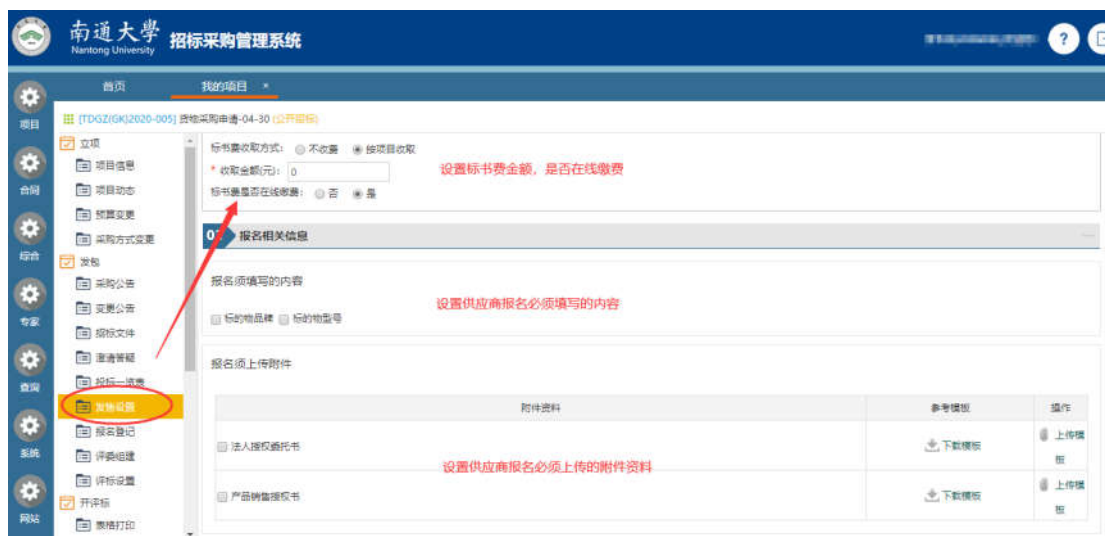 南通大學
Nantong University
招标采购管理系统
?
首页
我的项目 ×
项目
合同
综合
专家
查询
系统
网站
[TDGZ(GK)2020-005] 货物采购申请-04-30 (公开招标)
立项
项目信息
项目动态
预算变更
采购方式变更
发包
采购公告
变更公告
招标文件
澄清答疑
投标一览表
发售设置
报名登记
评委组建
评标设置
开评标
表格打印
标书费收取方式: 不收费 按项目收取
* 收取金额(元): 0
设置标书费金额，是否在线缴费
标书费是否在线缴费: 否 是
报名相关信息
报名须填写的内容
设置供应商报名必须填写的内容
标的物品牌 标的物型号
报名须上传附件
附件资料 参考模板 操作
法人授权委托书 下载模板 上传模板
设置供应商报名必须上传的附件资料
产品销售授权书 下载模板 上传模板